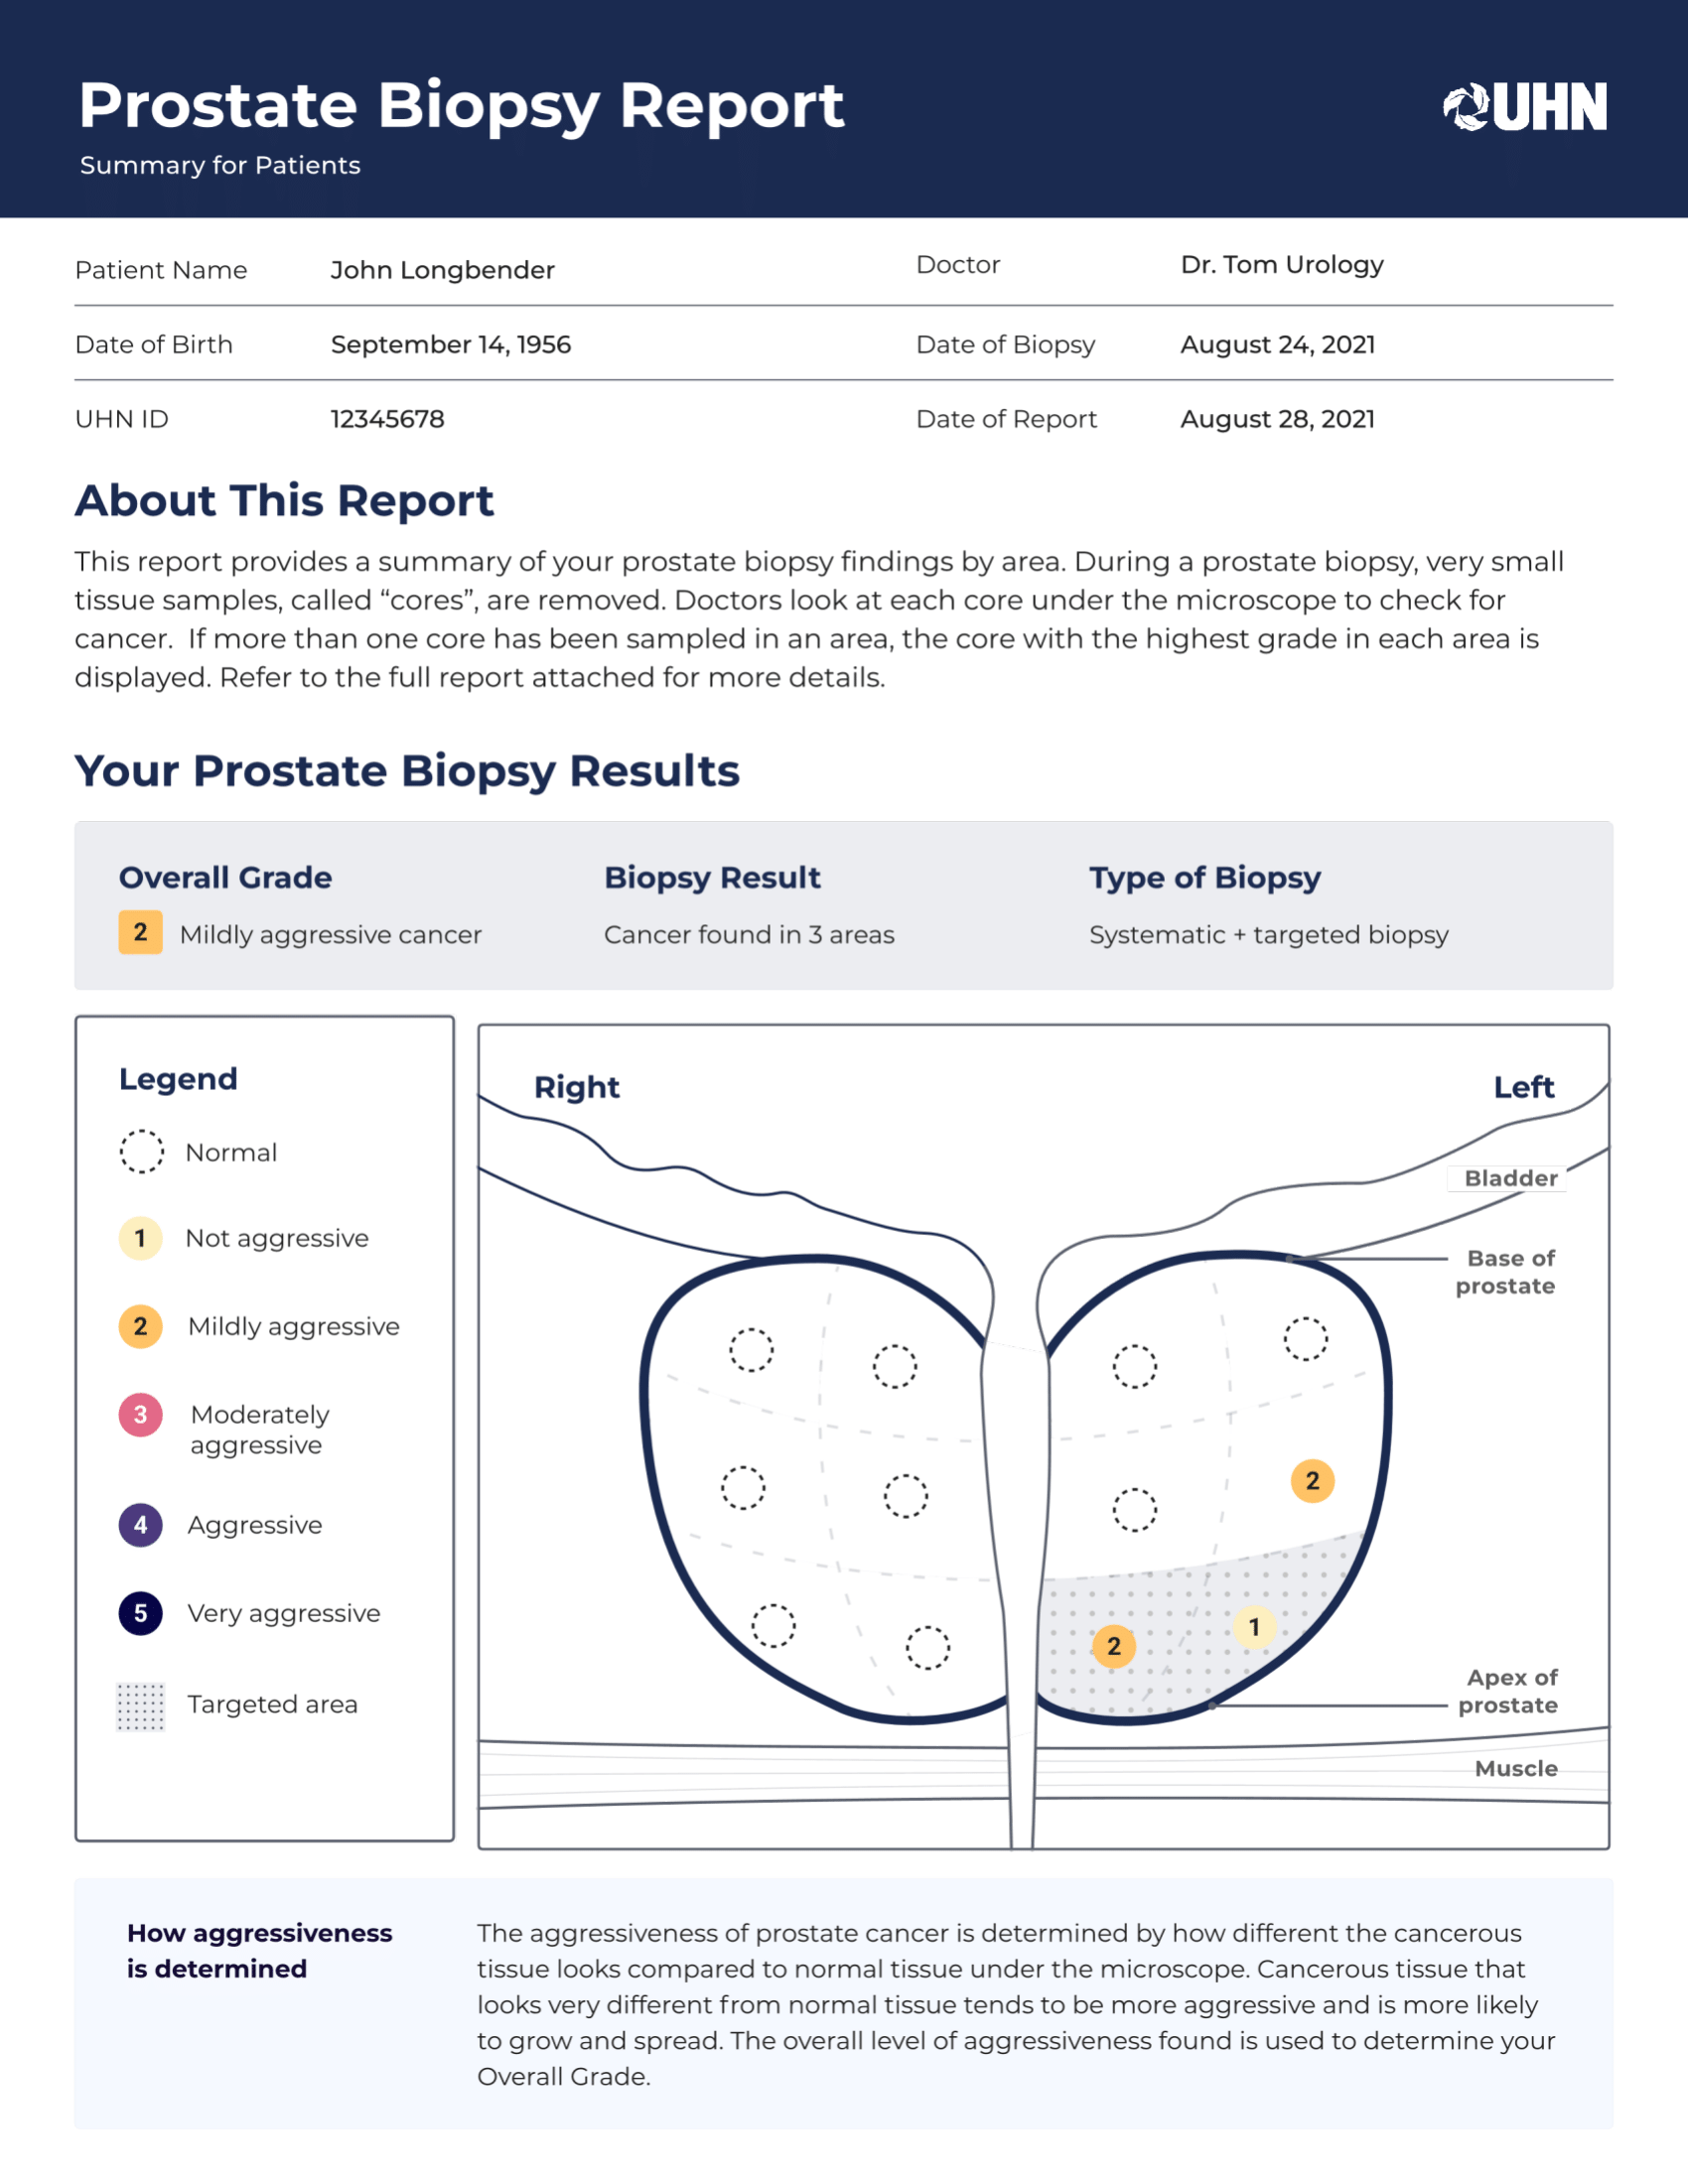 Prostate Biopsy Report
UHN
Summary for Patients
Patient Name John Longbender Doctor Dr. Tom Urology
Date of Birth September 14, 1956 Date of Biopsy August 24, 2021
UHN ID 12345678 Date of Report August 28, 2021
About This Report
This report provides a summary of your prostate biopsy findings by area. During a prostate biopsy, very small
tissue samples, called “cores”, are removed. Doctors look at each core under the microscope to check for
cancer.  If more than one core has been sampled in an area, the core with the highest grade in each area is
displayed. Refer to the full report attached for more details.
Your Prostate Biopsy Results
Overall Grade Biopsy Result Type of Biopsy
2 Mildly aggressive cancer Cancer found in 3 areas Systematic + targeted biopsy
Legend
Normal
1 Not aggressive
2 Mildly aggressive
3 Moderately
aggressive
4 Aggressive
5 Very aggressive
Targeted area
Right Left
Bladder
Base of
prostate
2
1
2
Apex of
prostate
Muscle
How aggressiveness
is determined
The aggressiveness of prostate cancer is determined by how different the cancerous
tissue looks compared to normal tissue under the microscope. Cancerous tissue that
looks very different from normal tissue tends to be more aggressive and is more likely
to grow and spread. The overall level of aggressiveness found is used to determine your
Overall Grade.